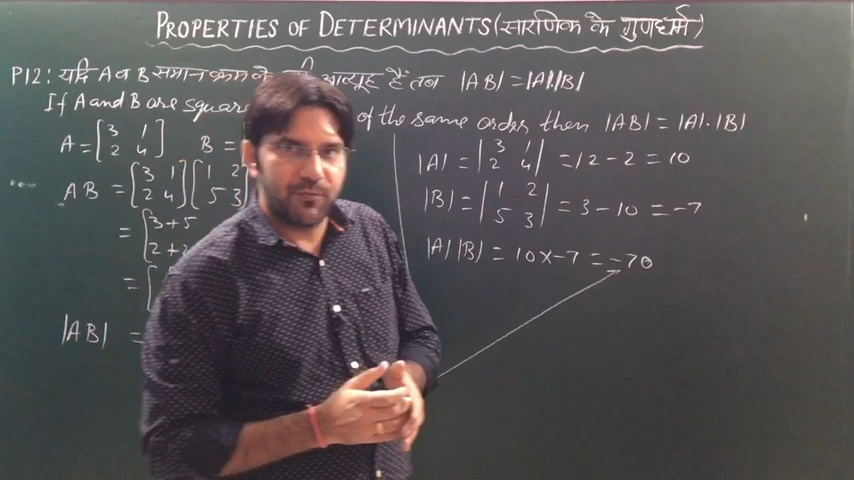 PROPERTIES OF DETERMINANTS (सारणिक के गुणधर्म)
P12: यदि A व B समान क्रम के आव्यूह हैं तब |AB| = |A|.|B|
If A and B are square of the same order then |AB| = |A|.|B|
A = [3 1
2 4]
B =
AB = [3 1
2 4] [1 2
5 3]
= [3+5
2+2
= [
|AB| =
|A| = |3 1
2 4| = 12 - 2 = 10
|B| = |1 2
5 3| = 3 - 10 = -7
|A| |B| = 10 x -7 = -70